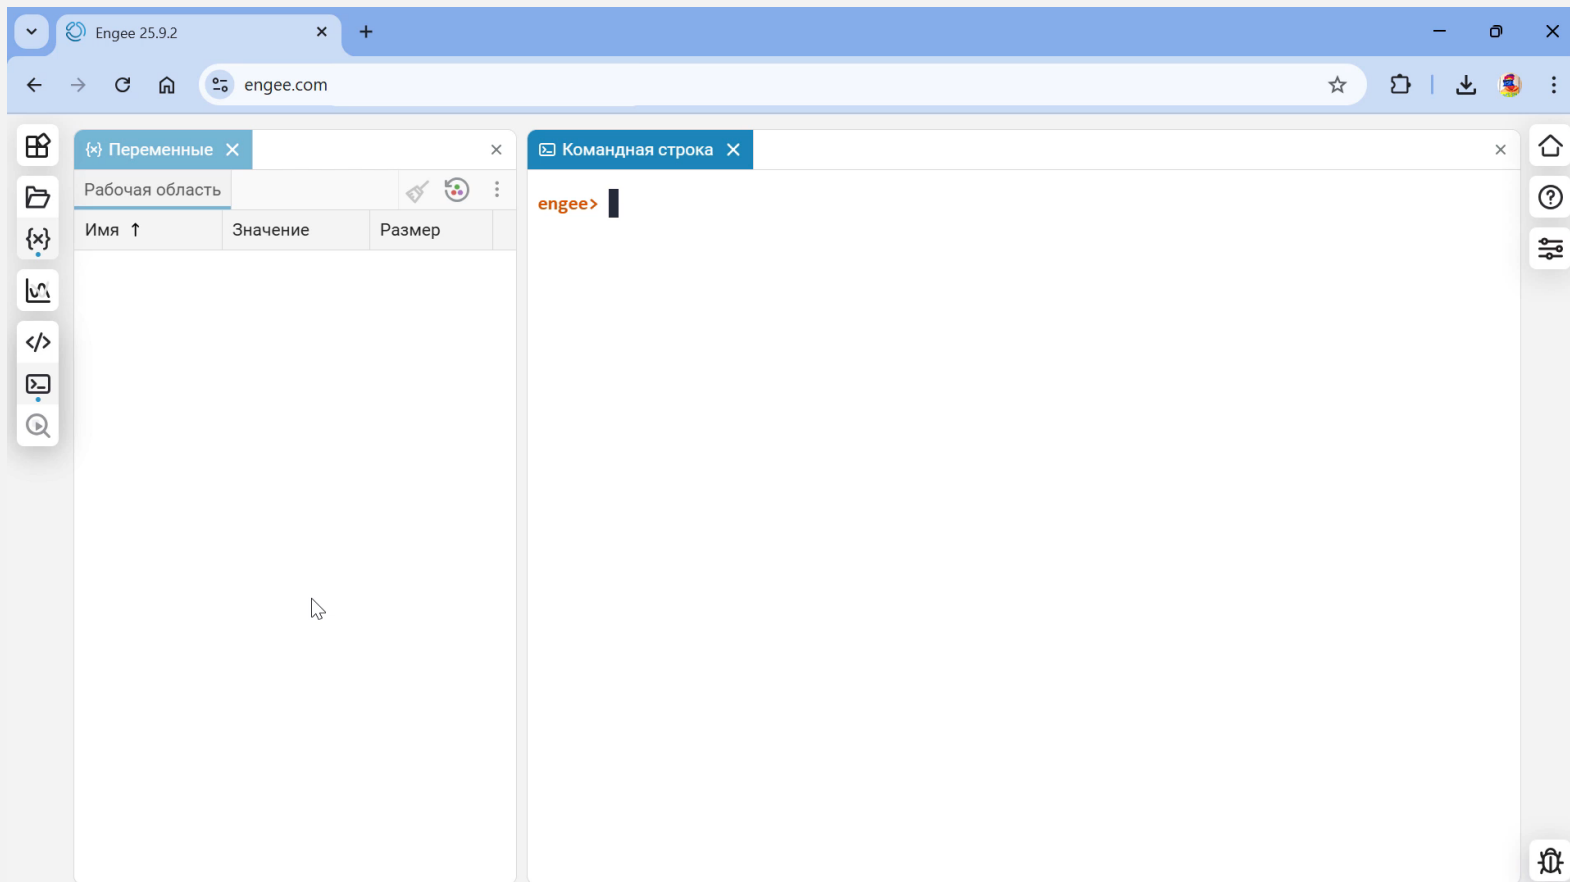 Engee 25.9.2
engee.com
{x} Переменные
Командная строка
Рабочая область
engee>
Имя ↑ Значение Размер